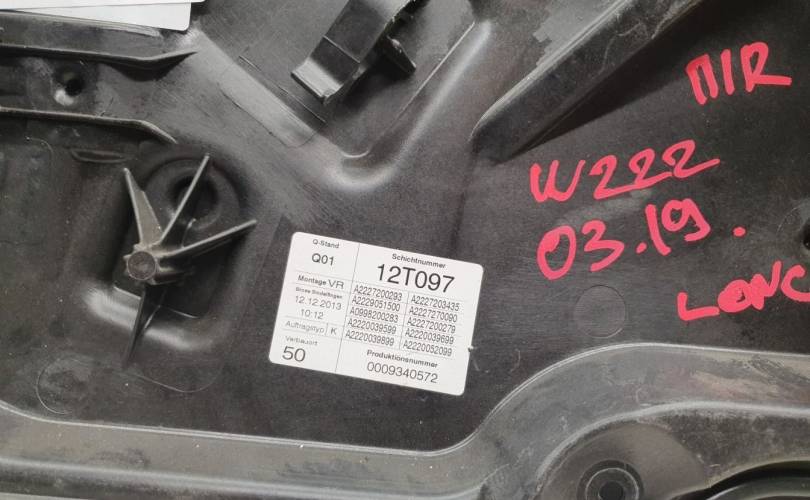 П/R
W222
03.19.
LONG
Q-Stand
Q01
Schichtnummer
12T097
Montage VR
12.12.2013
10:12
Auftragstyp K
Verbauort
50
A2227200293 A2227203435
A2229051500 A2227270090
A0998200283 A2227200279
A2220039599 A2220039699
A2220039899 A2220052099
Produktionsnummer
0009340572